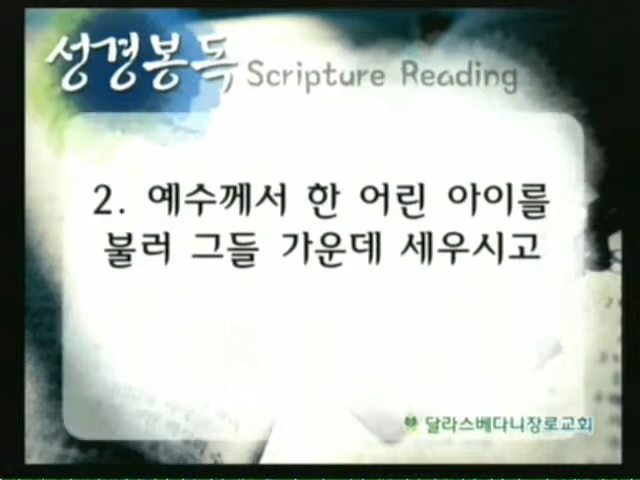 성경봉독 Scripture Reading
2. 예수께서 한 어린 아이를
불러 그들 가운데 세우시고
달라스베다니장로교회